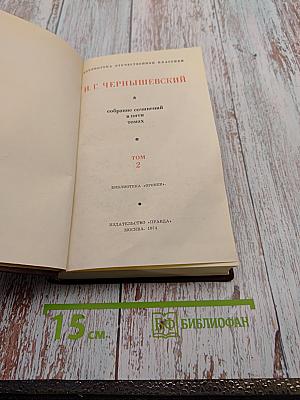 БИБЛИОТЕКА ОТЕЧЕСТВЕННОЙ КЛАССИКИ
Н. Г. ЧЕРНЫШЕВСКИЙ
собрание сочинений
в пяти
томах
ТОМ
2
БИБЛИОТЕКА «ОГОНЕК».
ИЗДАТЕЛЬСТВО «ПРАВДА»
МОСКВА. 1974
15 см.
БФ БИБЛИОФАН